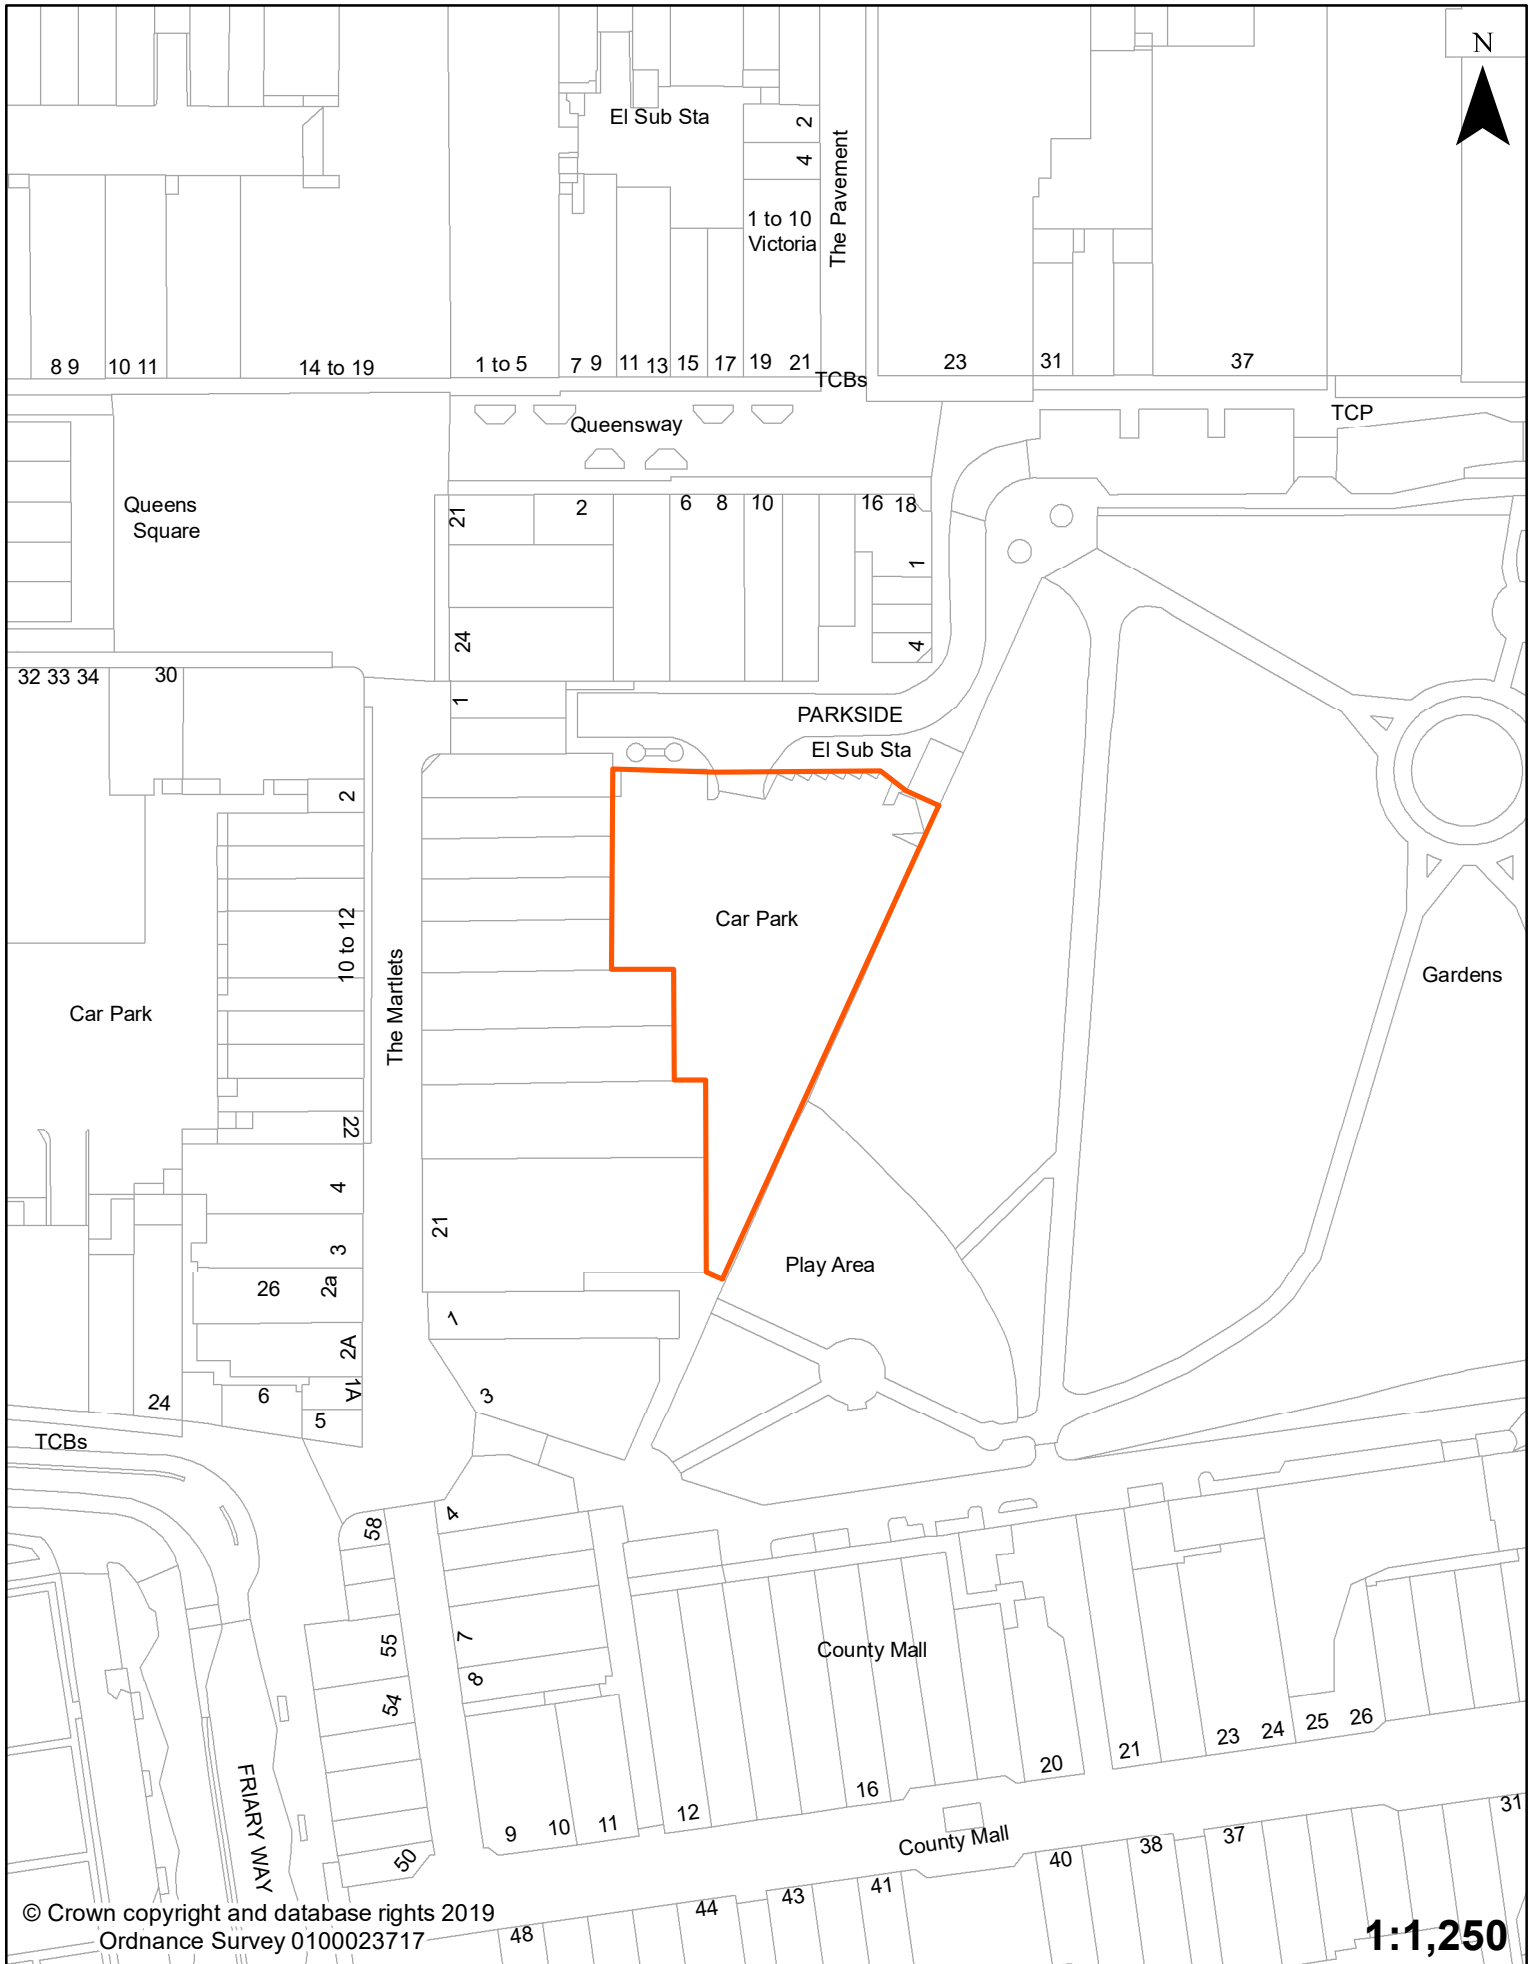 N
El Sub Sta
2
4
The Pavement
1 to 10
Victoria
8 9
10 11
14 to 19
1 to 5
7 9
11 13
15
17
19
21
TCBs
23
31
37
TCP
Queensway
Queens
Square
21
2
6
8
10
16
18
1
24
4
32 33 34
30
1
PARKSIDE
El Sub Sta
2
Car Park
10 to 12
The Martlets
Gardens
Car Park
22
4
21
3
Play Area
26
2a
1
2A
1A
3
24
6
5
TCBs
58
4
55
7
County Mall
8
54
26
25
24
23
21
20
16
FRIARY WAY
12
11
10
9
County Mall
31
37
38
40
50
41
43
44
© Crown copyright and database rights 2019
Ordnance Survey 0100023717
48
1:1,250